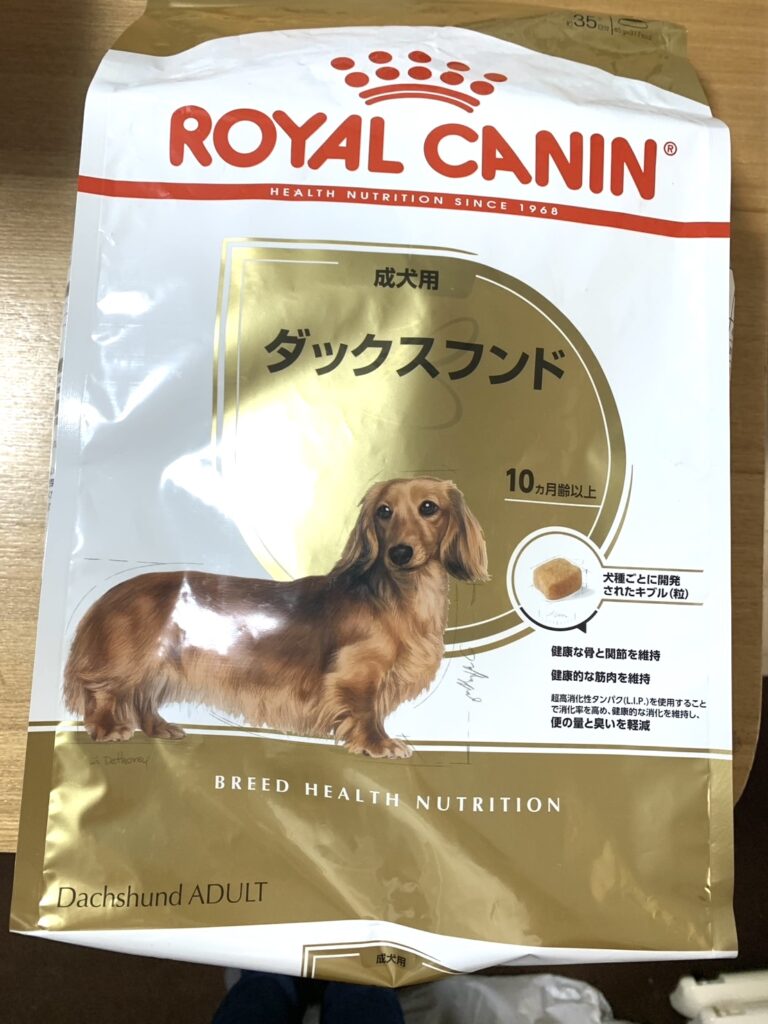 ROYAL CANIN®
HEALTH NUTRITION SINCE 1968
成犬用
ダックスフンド
10ヵ月齢以上
犬種ごとに開発
されたキブル(粒)
健康な骨と関節を維持
健康的な筋肉を維持
超高消化性タンパク(L.I.P.)を使用すること
で消化率を高め、健康的な消化を維持し、
便の量と臭いを軽減
BREED HEALTH NUTRITION
Dachshund ADULT
成犬用